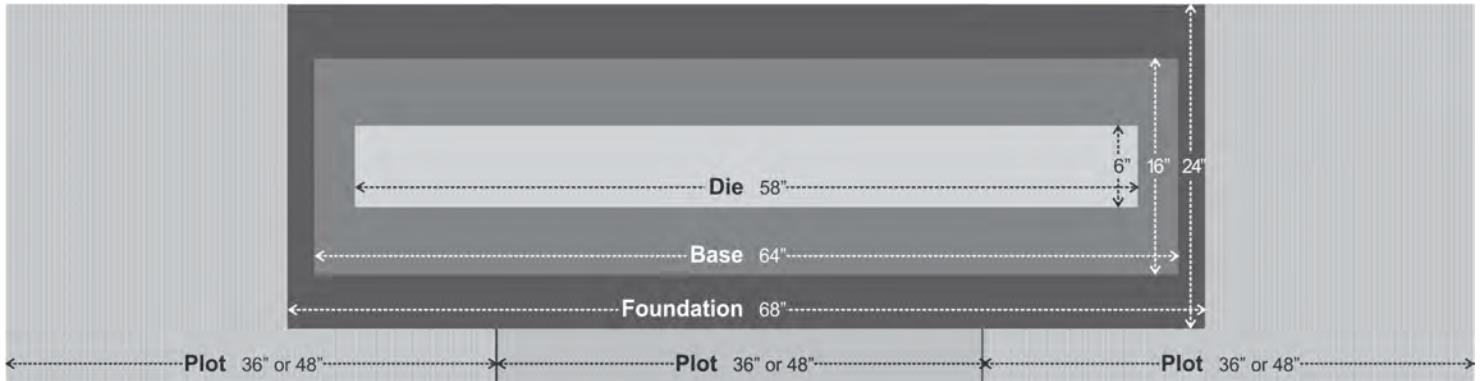 6” 16” 24”
Die 58”
Base 64”
Foundation 68”
Plot 36” or 48” Plot 36” or 48” Plot 36” or 48”